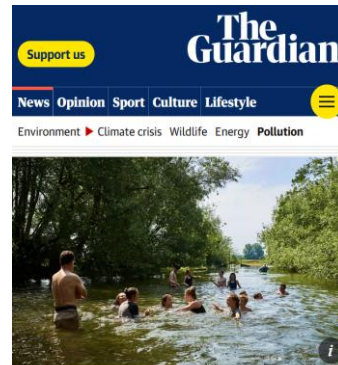 Support us
The
Guardian
News Opinion Sport Culture Lifestyle
Environment Climate crisis Wildlife Energy Pollution
i